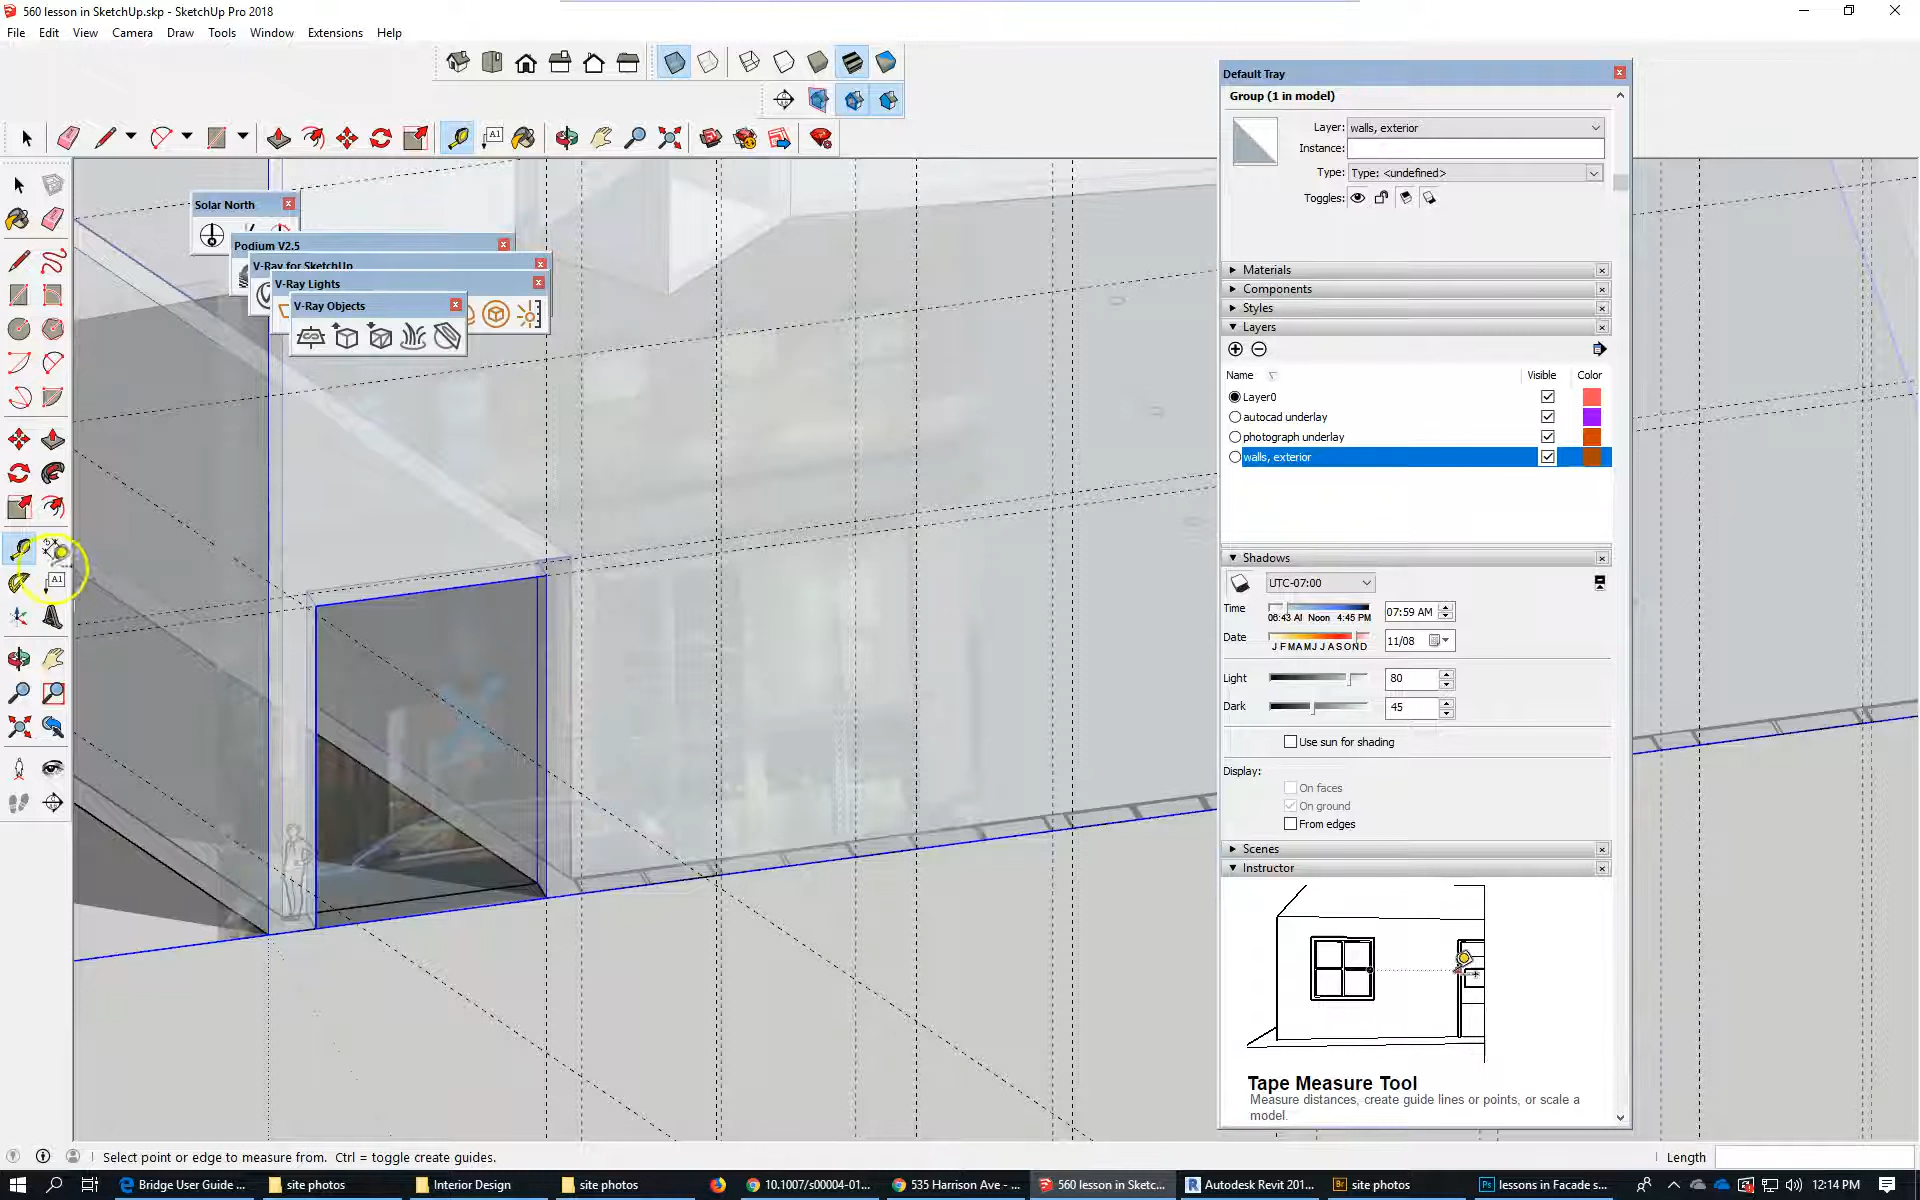 560 lesson in SketchUp.skp - SketchUp Pro 2018
File Edit View Camera Draw Tools Window Extensions Help
Default Tray
Group (1 in model)
Layer: walls, exterior
Instance:
Type: Type: <undefined>
Toggles:
A1
Solar North
Podium V2.5
V-Ray for SketchUp
V-Ray Lights
V-Ray Objects
Materials
Components
Styles
Layers
Name Visible Color
Layer0
autocad underlay
photograph underlay
walls, exterior
A1
Shadows
UTC-07:00
Time 07:59 AM
06:43 AI Noon 4:45 PM
Date 11/08
J F M A M J J A S O N D
Light 80
Dark 45
Use sun for shading
Display:
On faces
On ground
From edges
Scenes
Instructor
Tape Measure Tool
Measure distances, create guide lines or points, or scale a
model.
Select point or edge to measure from. Ctrl = toggle create guides.
Length
Bridge User Guide ... site photos Interior Design site photos 10.1007/s00004-01... 535 Harrison Ave - ... 560 lesson in Sketc... Autodesk Revit 201... Br site photos Ps lessons in Facade s... 12:14 PM